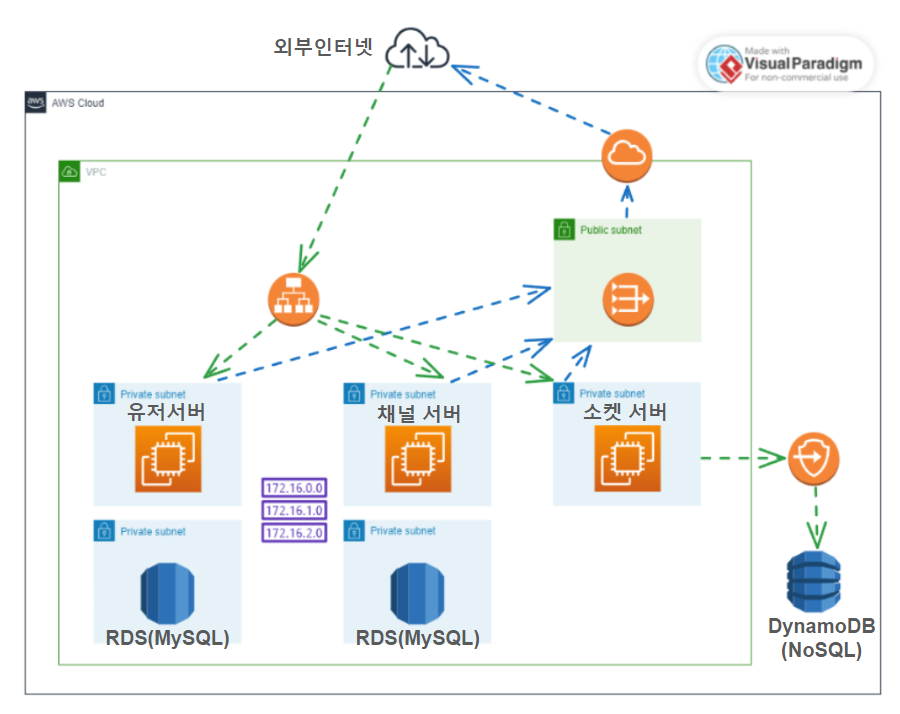 외부인터넷
Made with
Visual Paradigm
For non-commercial use
aws
AWS Cloud
VPC
Public subnet
Private subnet
유저서버
Private subnet
채널 서버
Private subnet
소켓 서버
172.16.0.0
172.16.1.0
172.16.2.0
Private subnet
RDS(MySQL)
Private subnet
RDS(MySQL)
DynamoDB
(NoSQL)